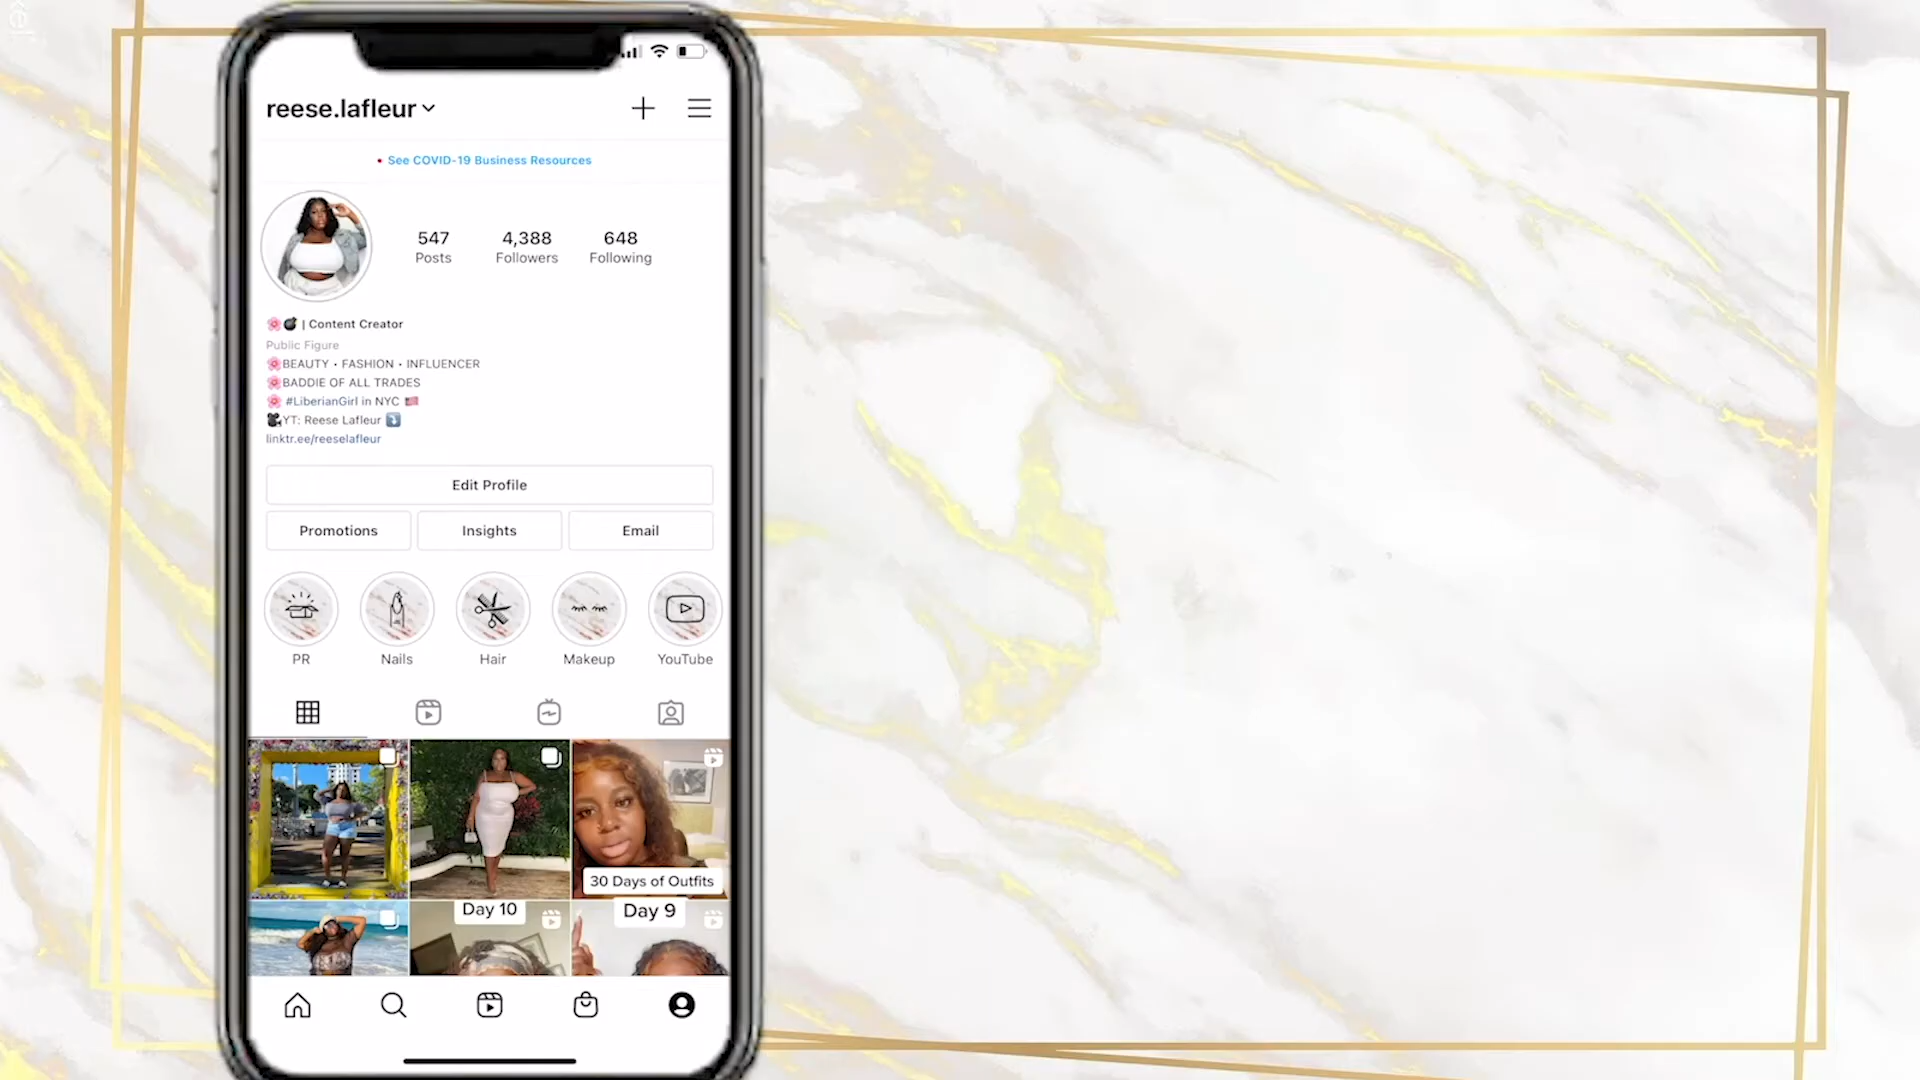 reese.lafleur
See COVID-19 Business Resources
547
Posts
4,388
Followers
648
Following
🌸💣 | Content Creator
Public Figure
🌸BEAUTY • FASHION • INFLUENCER
🌸BADDIE OF ALL TRADES
🌸 #LiberianGirl in NYC 🇺🇸
🎥YT: Reese Lafleur ⤵️
linktr.ee/reeselafleur
Edit Profile
Promotions
Insights
Email
PR
Nails
Hair
Makeup
YouTube
30 Days of Outfits
Day 10
Day 9